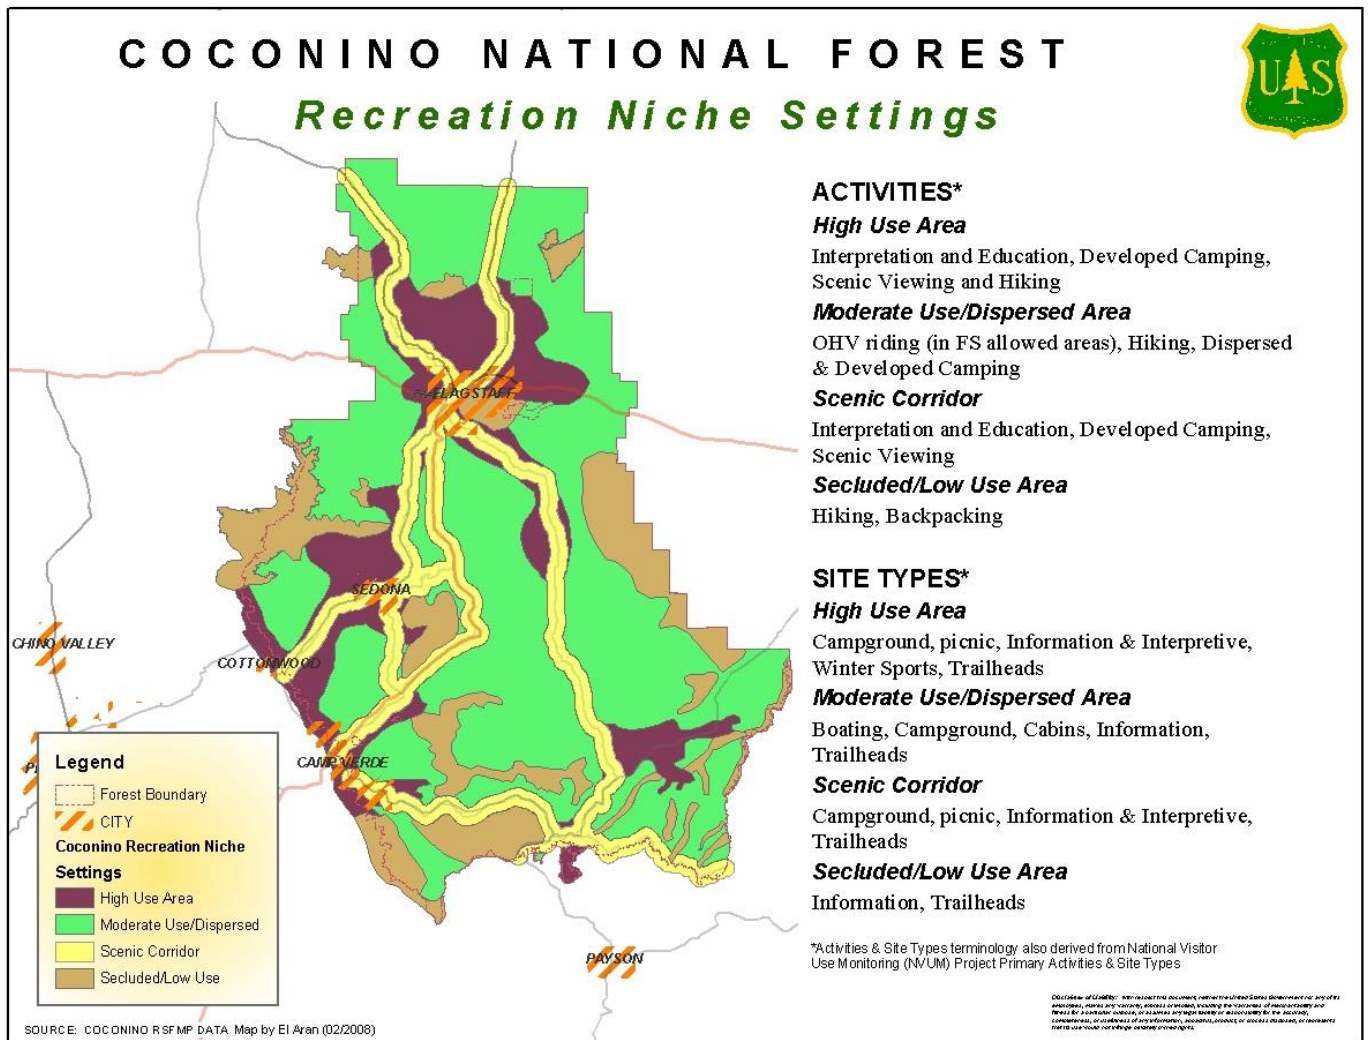 COCONINO NATIONAL FOREST
Recreation Niche Settings
US
ACTIVITIES*
High Use Area
Interpretation and Education, Developed Camping,
Scenic Viewing and Hiking
Moderate Use/Dispersed Area
OHV riding (in FS allowed areas), Hiking, Dispersed
& Developed Camping
Scenic Corridor
Interpretation and Education, Developed Camping,
Scenic Viewing
Secluded/Low Use Area
Hiking, Backpacking
SITE TYPES*
High Use Area
Campground, picnic, Information & Interpretive,
Winter Sports, Trailheads
Moderate Use/Dispersed Area
Boating, Campground, Cabins, Information,
Trailheads
Scenic Corridor
Campground, picnic, Information & Interpretive,
Trailheads
Secluded/Low Use Area
Information, Trailheads
*Activities & Site Types terminology also derived from National Visitor
Use Monitoring (NVUM) Project Primary Activities & Site Types
FLAGSTAFF
SEDONA
CHINO VALLEY
COTTONWOOD
CAMP VERDE
PAYSON
Legend
Forest Boundary
CITY
Coconino Recreation Niche
Settings
High Use Area
Moderate Use/Dispersed
Scenic Corridor
Secluded/Low Use
SOURCE: COCONINO RSFMP DATA Map by El Aran (02/2008)